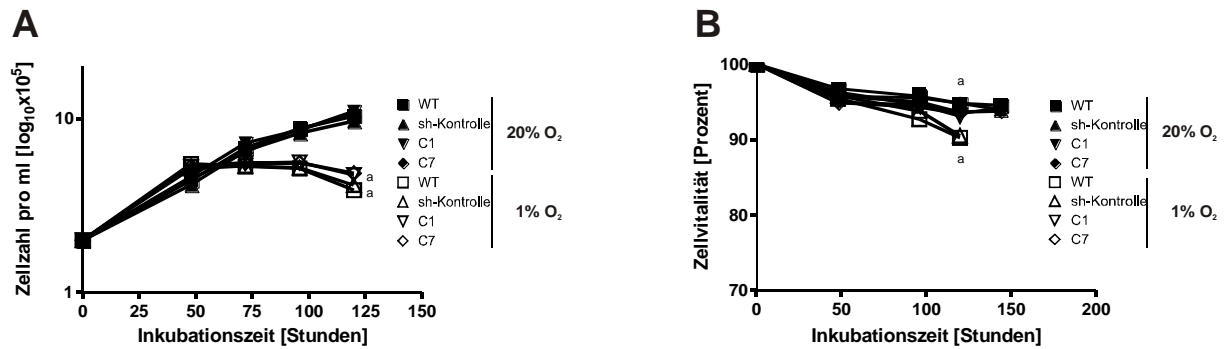 A
Zellzahl pro ml [log₁₀x10⁵]
10
1
0 25 50 75 100 125 150
Inkubationszeit [Stunden]
a
a
WT
sh-Kontrolle
C1
C7
20% O₂
WT
sh-Kontrolle
C1
C7
1% O₂
B
Zellvitalität [Prozent]
100
90
80
70
0 50 100 150 200
Inkubationszeit [Stunden]
a
a
WT
sh-Kontrolle
C1
C7
20% O₂
WT
sh-Kontrolle
C1
C7
1% O₂